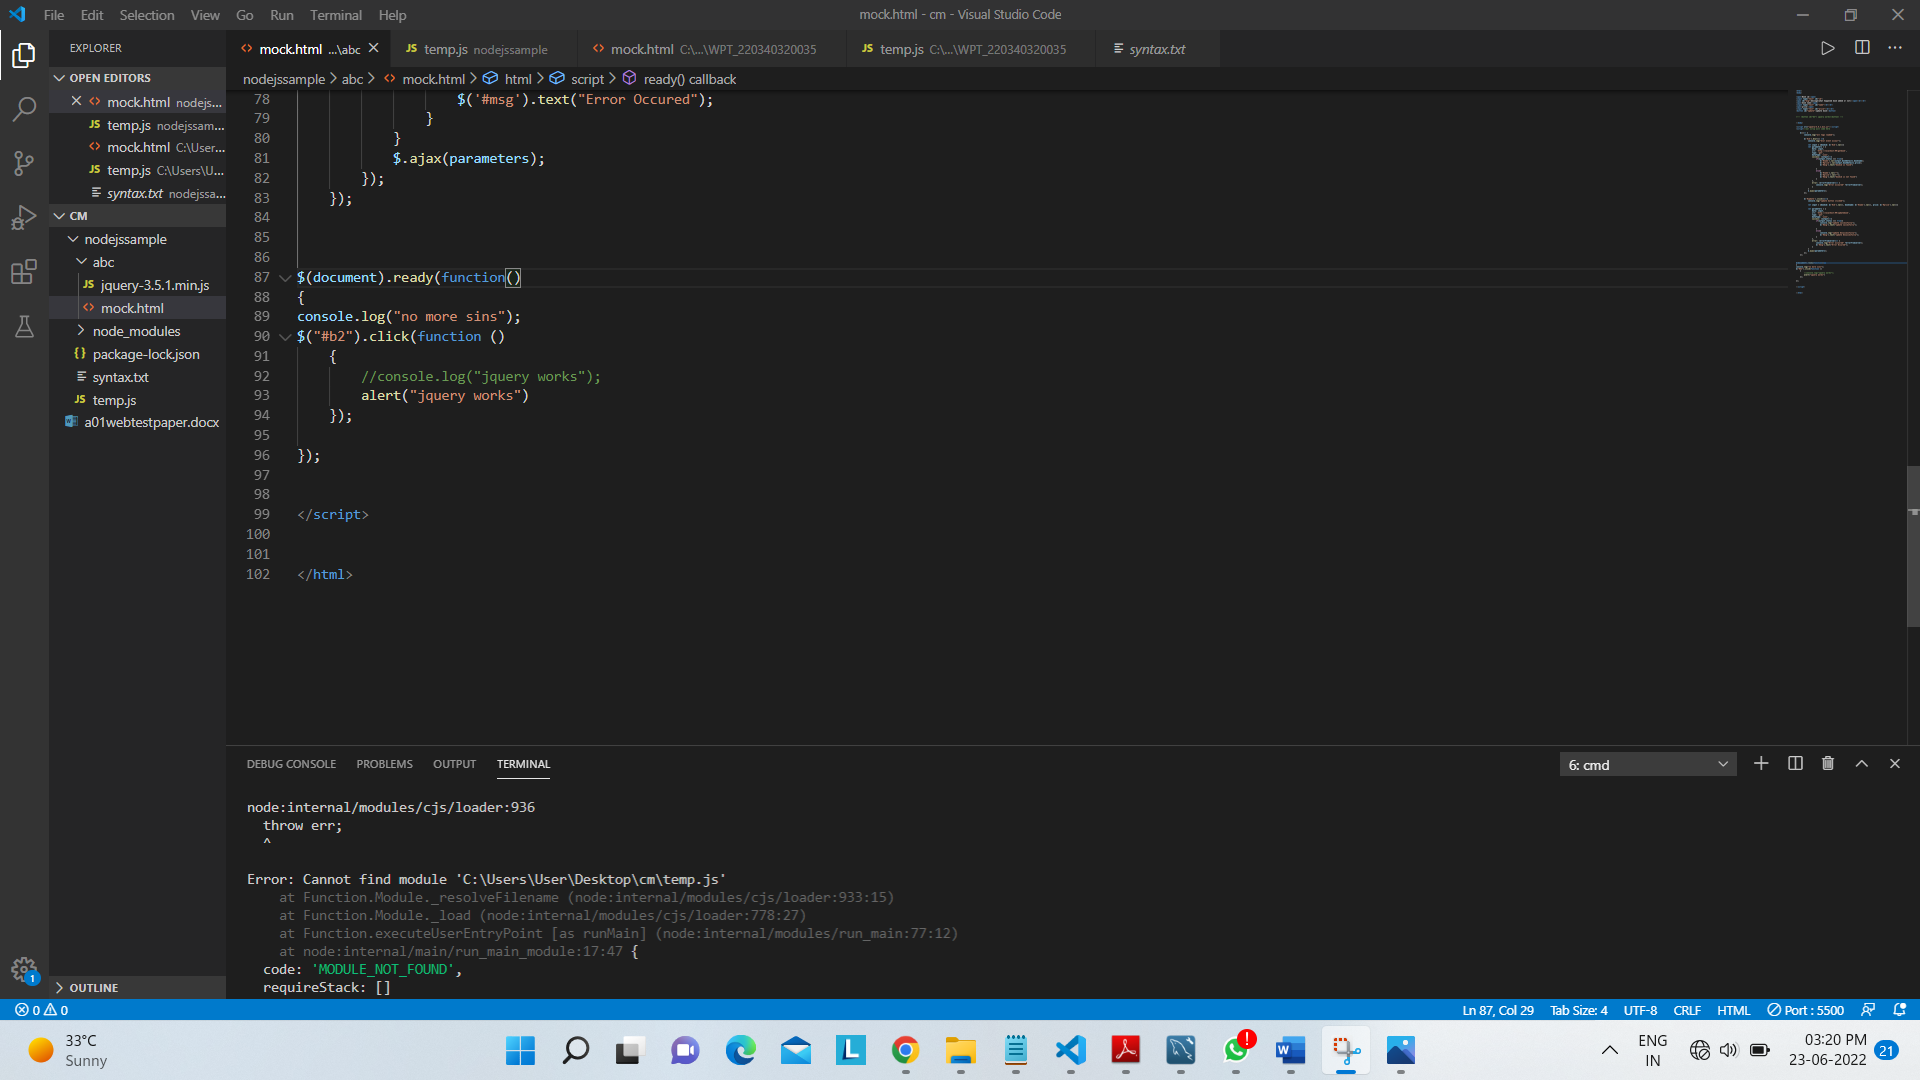 File Edit Selection View Go Run Terminal Help
mock.html - cm - Visual Studio Code
EXPLORER
OPEN EDITORS
mock.html nodejs...
temp.js nodejssam...
mock.html C:\User...
temp.js C:\Users\U...
syntax.txt nodejssa...
CM
nodejssample
abc
jquery-3.5.1.min.js
mock.html
node_modules
package-lock.json
syntax.txt
temp.js
a01webtestpaper.docx
OUTLINE
mock.html ...\abc
temp.js nodejssample
mock.html C:\...\WPT_220340320035
temp.js C:\...\WPT_220340320035
syntax.txt
nodejssample > abc > mock.html > html > script > ready() callback
78 $('#msg').text("Error Occured");
79 }
80 }
81 $.ajax(parameters);
82 });
83 });
84
85
86
87 $(document).ready(function()
88 {
89 console.log("no more sins");
90 $("#b2").click(function ()
91 {
92 //console.log("jquery works");
93 alert("jquery works")
94 });
95
96 });
97
98
99 </script>
100
101
102 </html>
DEBUG CONSOLE PROBLEMS OUTPUT TERMINAL
6: cmd
node:internal/modules/cjs/loader:936
throw err;
^
Error: Cannot find module 'C:\Users\User\Desktop\cm\temp.js'
at Function.Module._resolveFilename (node:internal/modules/cjs/loader:933:15)
at Function.Module._load (node:internal/modules/cjs/loader:778:27)
at Function.executeUserEntryPoint [as runMain] (node:internal/modules/run_main:77:12)
at node:internal/main/run_main_module:17:47 {
code: 'MODULE_NOT_FOUND',
requireStack: []
1
0 0
Ln 87, Col 29 Tab Size: 4 UTF-8 CRLF HTML Port : 5500
33°C
Sunny
ENG
IN
03:20 PM
23-06-2022
21